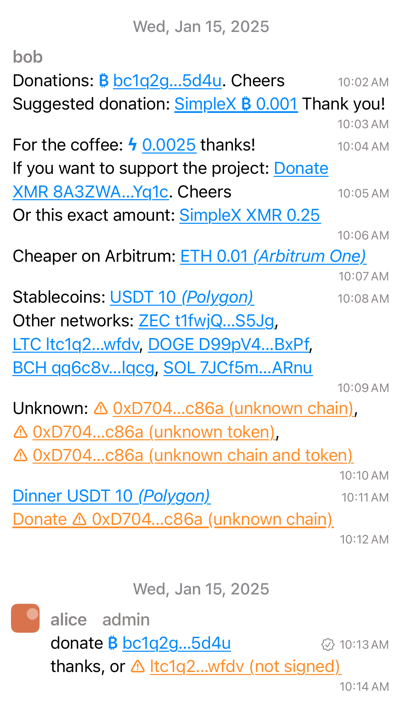 Wed, Jan 15, 2025
bob
Donations: ₿ bc1q2g...5d4u. Cheers 10:02 AM
Suggested donation: SimpleX ₿ 0.001 Thank you!
10:03 AM
For the coffee: ϟ 0.0025 thanks! 10:04 AM
If you want to support the project: Donate
XMR 8A3ZWA...Yq1c. Cheers 10:05 AM
Or this exact amount: SimpleX XMR 0.25
10:06 AM
Cheaper on Arbitrum: ETH 0.01 (Arbitrum One)
10:07 AM
Stablecoins: USDT 10 (Polygon) 10:08 AM
Other networks: ZEC t1fwjQ...S5Jg,
LTC ltc1q2...wfdv, DOGE D99pV4...BxPf,
BCH qq6c8v...lqcg, SOL 7JCf5m...ARnu
10:09 AM
Unknown: ⚠ 0XD704...c86a (unknown chain),
⚠ 0xD704...c86a (unknown token),
⚠ 0xD704...c86a (unknown chain and token)
10:10 AM
Dinner USDT 10 (Polygon) 10:11 AM
Donate ⚠ 0xD704...c86a (unknown chain)
10:12 AM
Wed, Jan 15, 2025
alice admin
donate ₿ bc1q2g...5d4u 10:13 AM
thanks, or ⚠ ltc1q2...wfdv (not signed)
10:14 AM